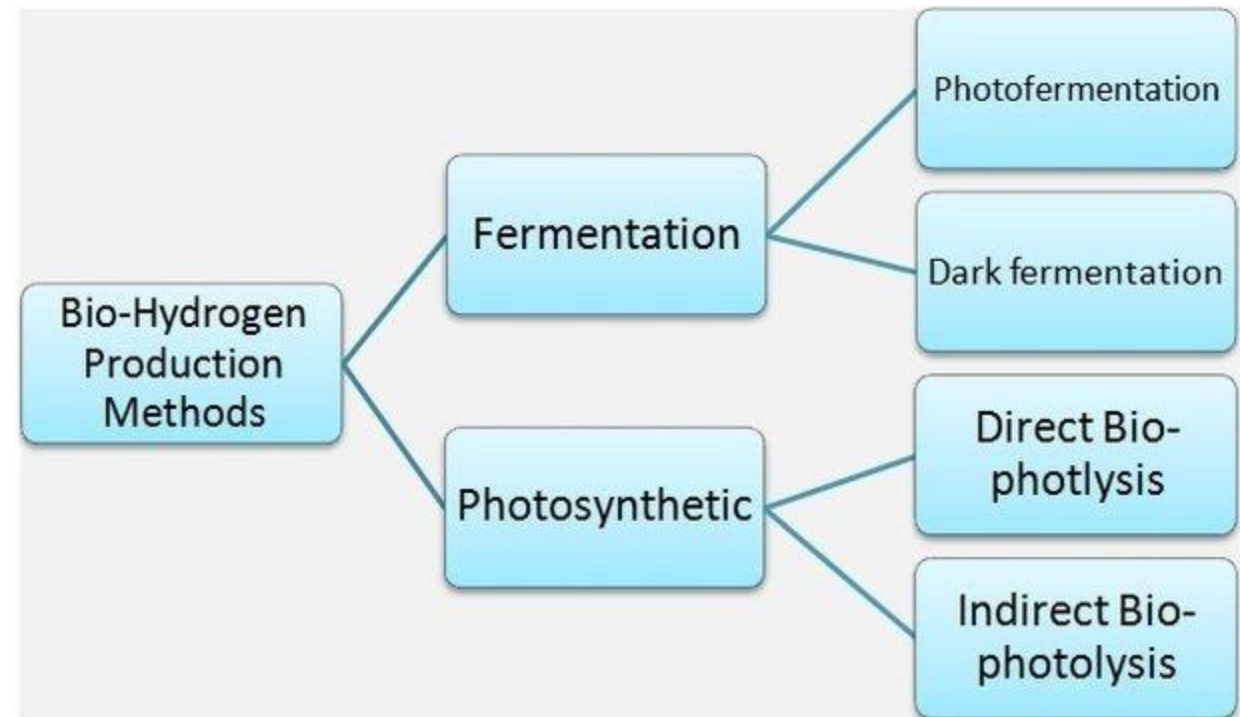 Bio-Hydrogen
Production
Methods
Fermentation
Photosynthetic
Photofermentation
Dark fermentation
Direct Bio-
photlysis
Indirect Bio-
photolysis